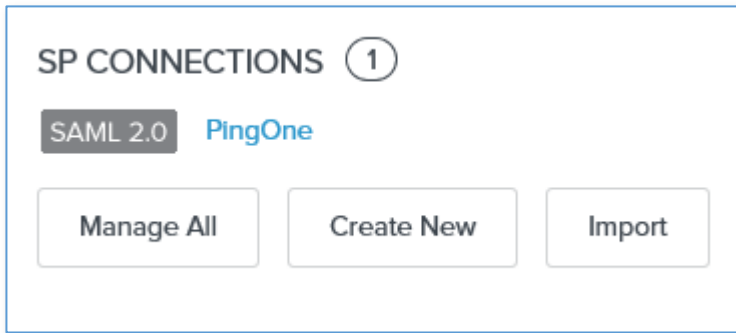 SP CONNECTIONS 1
SAML 2.0 PingOne
Manage All Create New Import